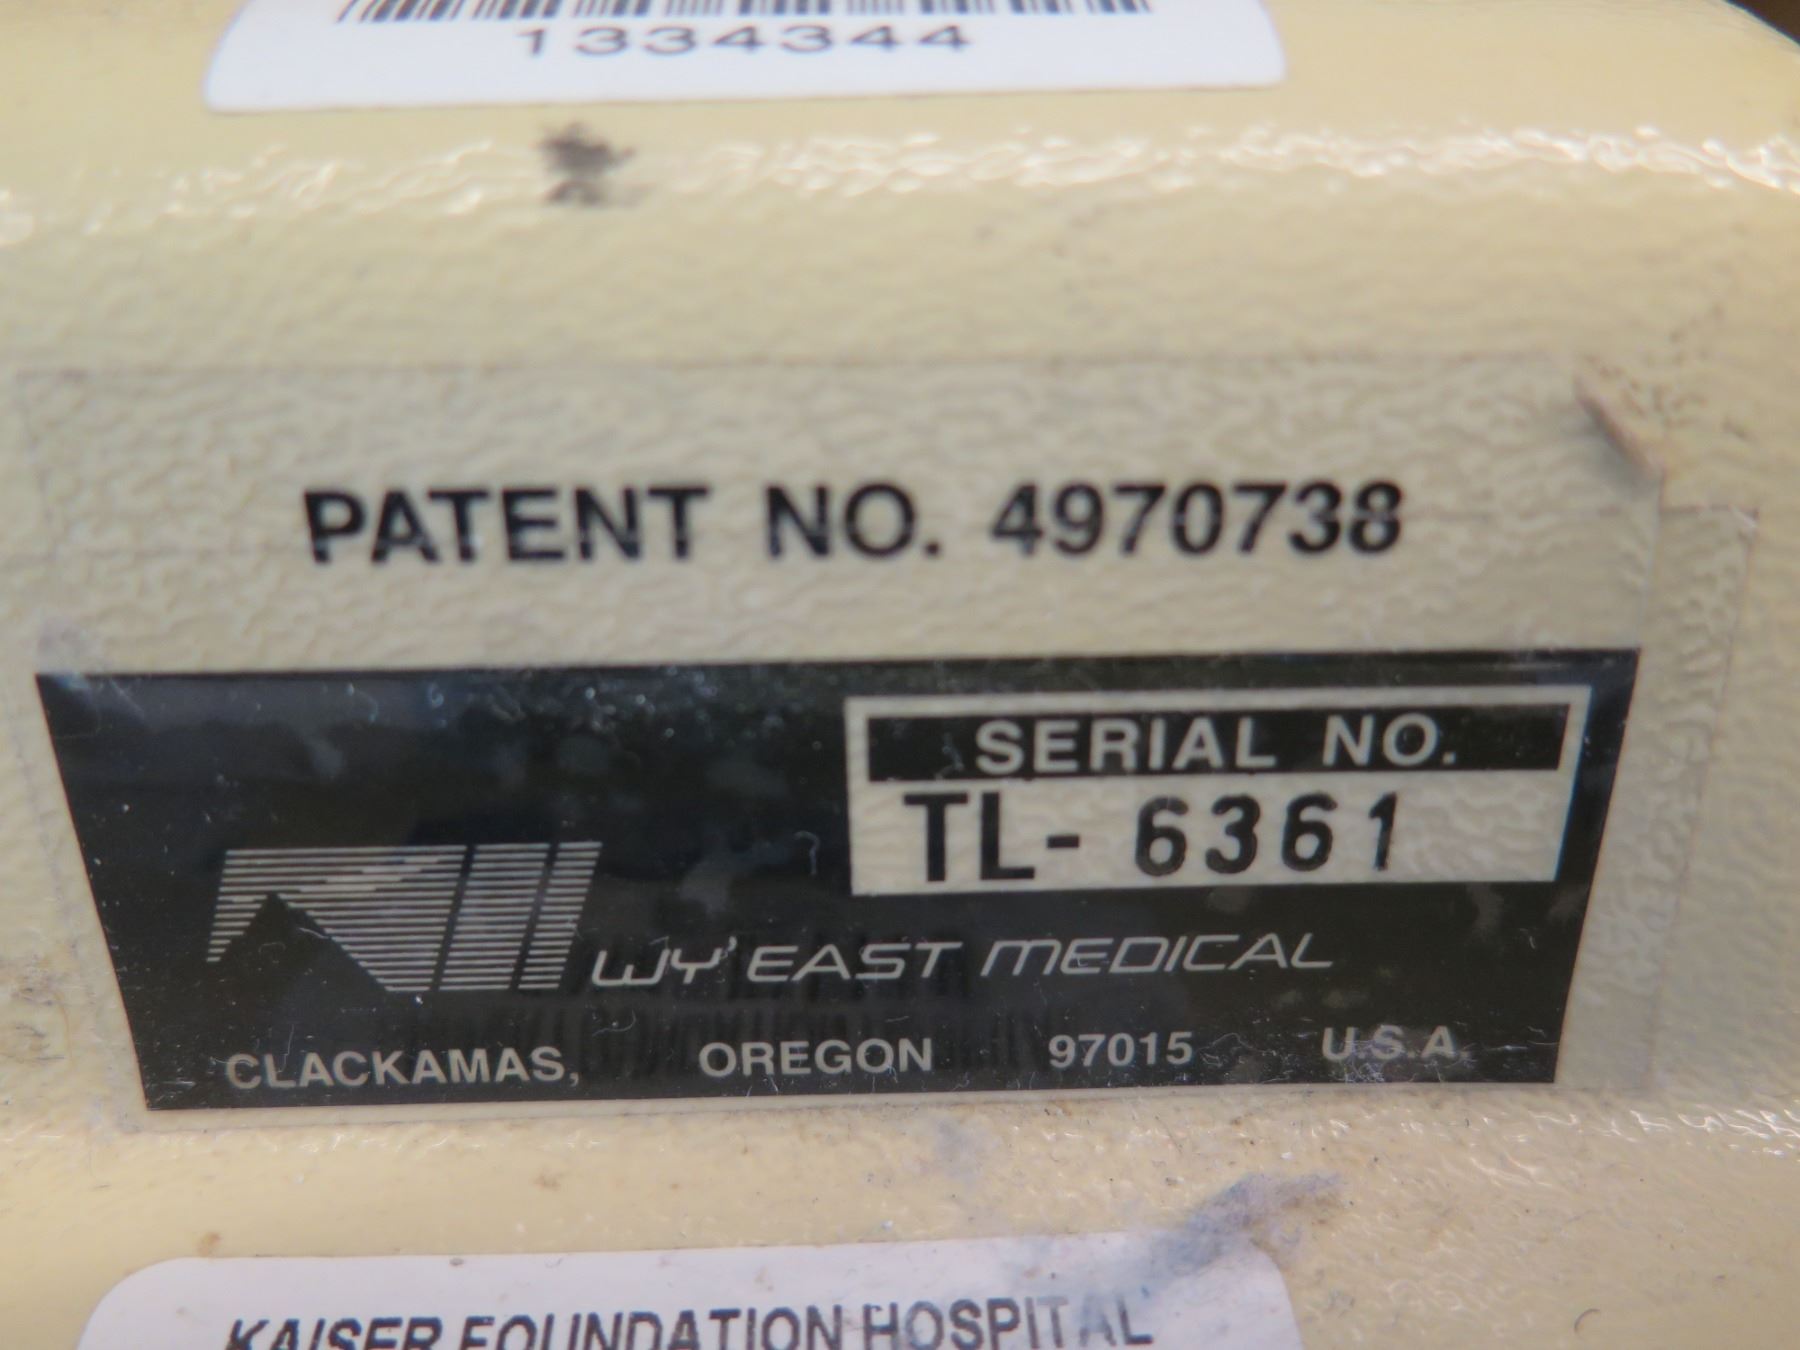 1334344
PATENT NO. 4970738
SERIAL NO.
TL- 6361
WY'EAST MEDICAL
CLACKAMAS, OREGON 97015 U.S.A.
KAISER FOUNDATION HOSPITAL